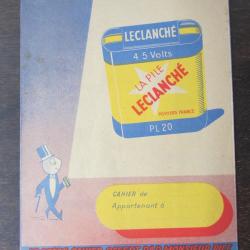 LECLANCHÉ
4 5 Volts
LA PILE
LECLANCHÉ
PL 20
CAHIER de
Appartenant à